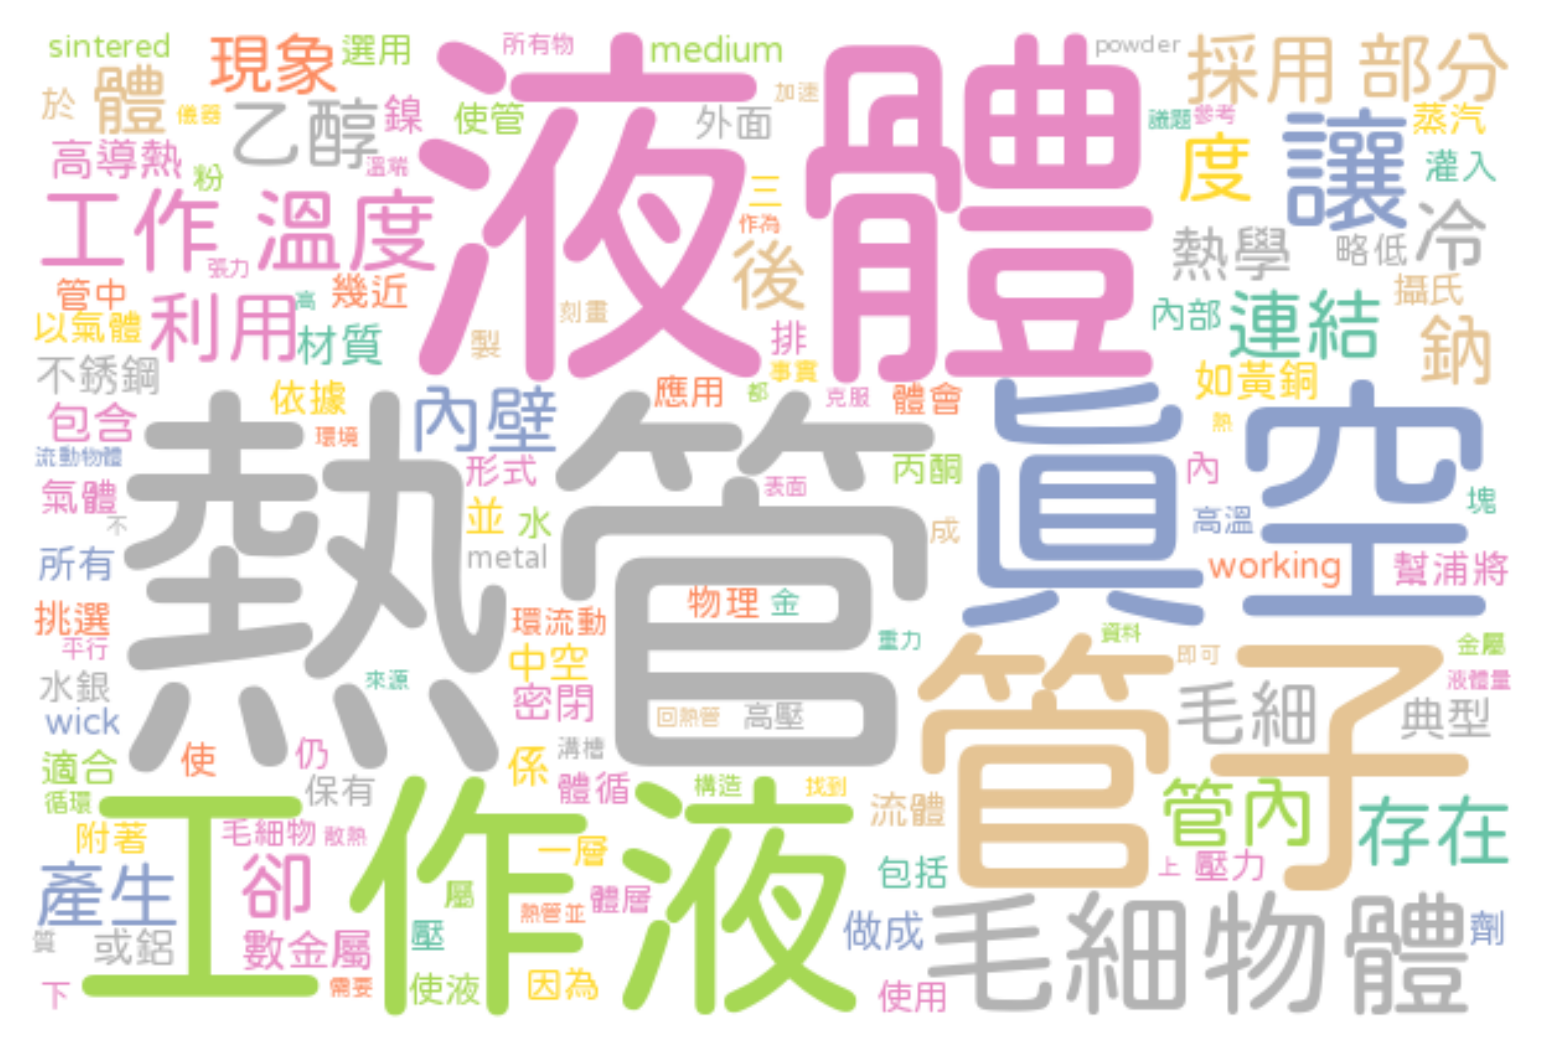 sintered
現象
選用
所有物
medium
powder
採用
部分
液體
於
體
儀器
乙醇
鎳
使管
加速
外面
議題
參考
讓
蒸汽
高導熱
粉
溫端
三
度
灌入
工作
溫度
張力
作為
後
熱學
略低
冷
管中
高
幾近
刻畫
攝氏
以氣體
利用
材質
製
排
內部
連結
鈉
不銹鋼
依據
內壁
應用
都
事實
克服
體會
如黃銅
包含
環境
熱
流動物體
熱管
形式
表面
丙酮
真空
內
氣體
不
並
水
成
高溫
塊
所有
metal
working
幫浦將
挑選
物理
金
環流動
重力
資料
金屬
平行
中空
即可
水銀
來源
密閉
管子
毛細
液體量
wick
回熱管
高壓
典型
適合
使
仍
係
溝槽
循環
保有
體循
構造
找到
流體
管內
存在
工作液
附著
毛細物
散熱
一層
包括
上
壓力
產生
卻
屬
體層
熱管並
毛細物體
質
或鋁
數金屬
壓
做成
劑
下
需要
使液
因為
使用